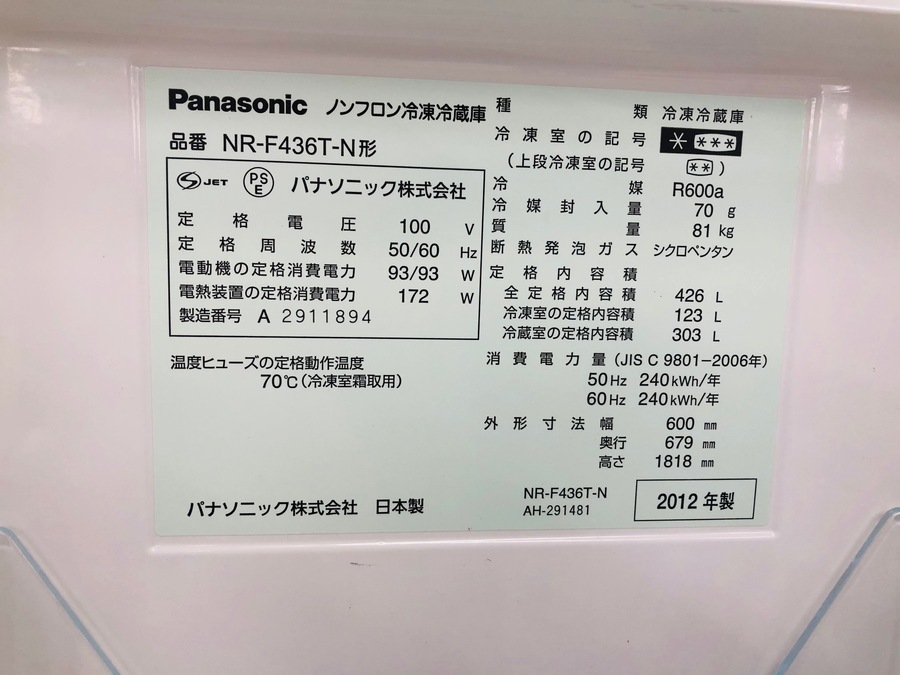 Panasonic ノンフロン冷凍冷蔵庫
品番 NR-F436T-N形
S JET PSE パナソニック株式会社
定格電圧 100 V
定格周波数 50/60 Hz
電動機の定格消費電力 93/93 W
電熱装置の定格消費電力 172 W
製造番号 A 2911894
温度ヒューズの定格動作温度
70℃(冷凍室霜取用)
パナソニック株式会社 日本製
種類 冷凍冷蔵庫
冷凍室の記号 * ***
(上段冷凍室の記号 **)
冷媒 R600a
冷媒封入量 70 g
質量 81 kg
断熱発泡ガス シクロペンタン
定格内容積
全定格内容積 426 L
冷凍室の定格内容積 123 L
冷蔵室の定格内容積 303 L
消費電力量(JIS C 9801-2006年)
50Hz 240kWh/年
60Hz 240kWh/年
外形寸法幅 600 mm
奥行 679 mm
高さ 1818 mm
NR-F436T-N
AH-291481
2012年製